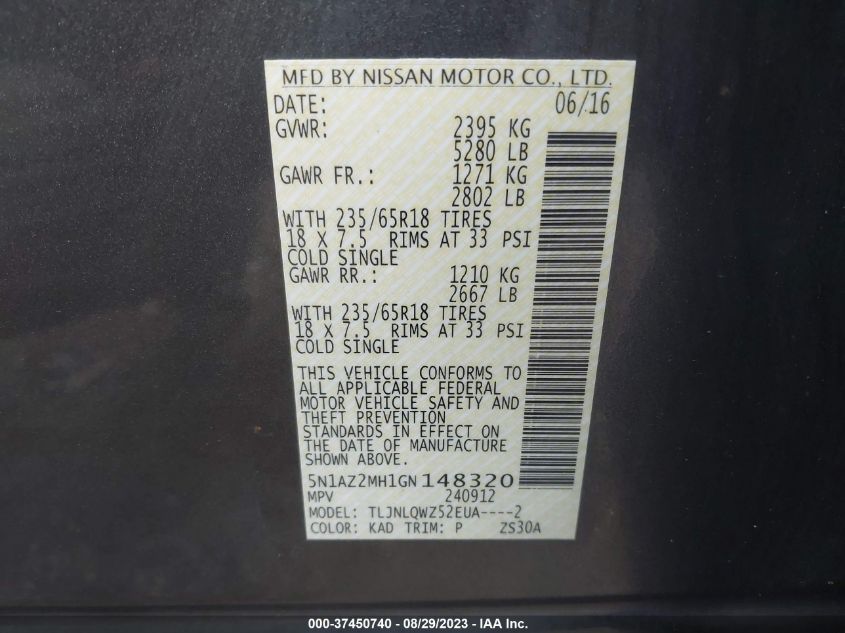 MFD BY NISSAN MOTOR CO., LTD.
DATE: 06/16
GVWR: 2395 KG
5280 LB
GAWR FR.: 1271 KG
2802 LB
WITH 235/65R18 TIRES
18 X 7.5 RIMS AT 33 PSI
COLD SINGLE
GAWR RR.: 1210 KG
2667 LB
WITH 235/65R18 TIRES
18 X 7.5 RIMS AT 33 PSI
COLD SINGLE
THIS VEHICLE CONFORMS TO
ALL APPLICABLE FEDERAL
MOTOR VEHICLE SAFETY AND
THEFT PREVENTION
STANDARDS IN EFFECT ON
THE DATE OF MANUFACTURE
SHOWN ABOVE.
5N1AZ2MH1GN 148320
MPV 240912
MODEL: TLJNLQWZ52EUA----2
COLOR: KAD TRIM: P ZS30A
000-37450740 - 08/29/2023 - IAA Inc.